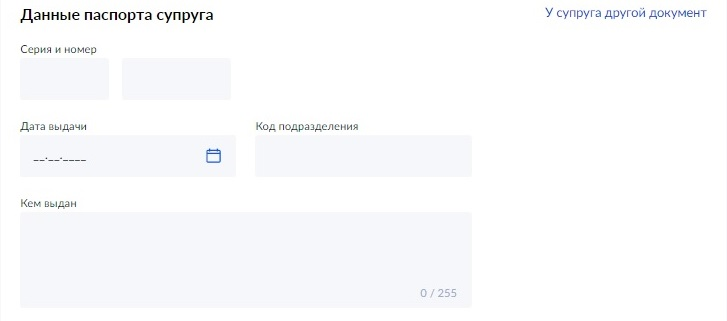 Данные паспорта супруга
У супруга другой документ
Серия и номер
Дата выдачи
Код подразделения
__.__.____
Кем выдан
0 / 255